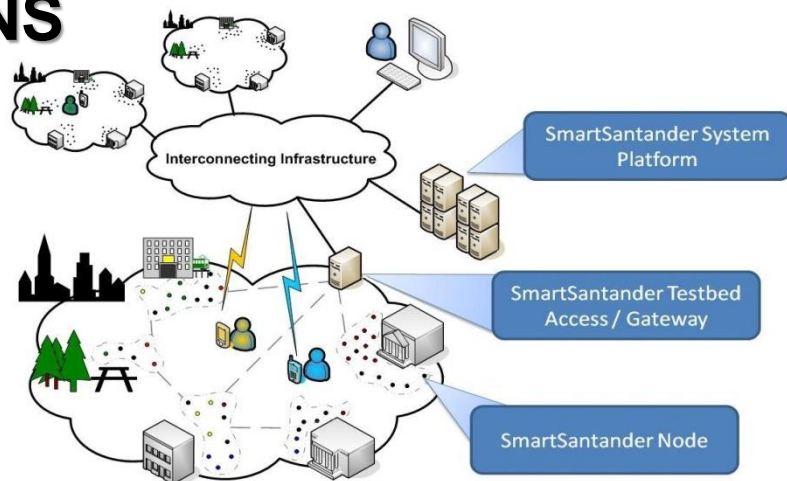 NS
Interconnecting Infrastructure
SmartSantander System
Platform
SmartSantander Testbed
Access / Gateway
SmartSantander Node